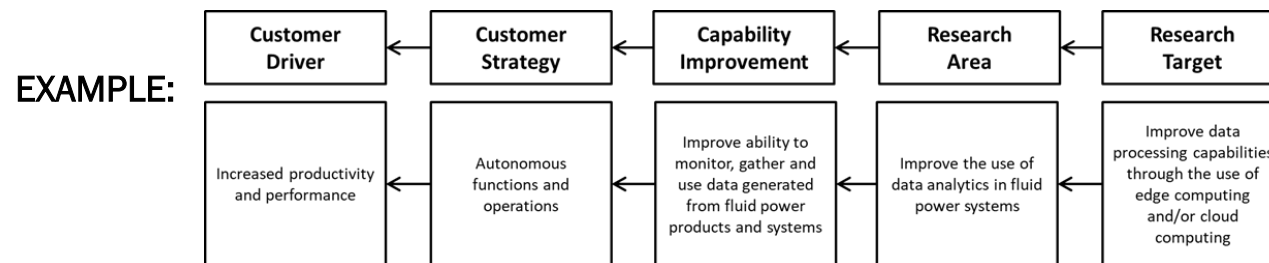 Customer
Driver
Customer
Strategy
Capability
Improvement
Research
Area
Research
Target
EXAMPLE:
Increased productivity
and performance
Autonomous
functions and
operations
Improve ability to
monitor, gather and
use data generated
from fluid power
products and systems
Improve the use of
data analytics in fluid
power systems
Improve data
processing capabilities
through the use of
edge computing
and/or cloud
computing